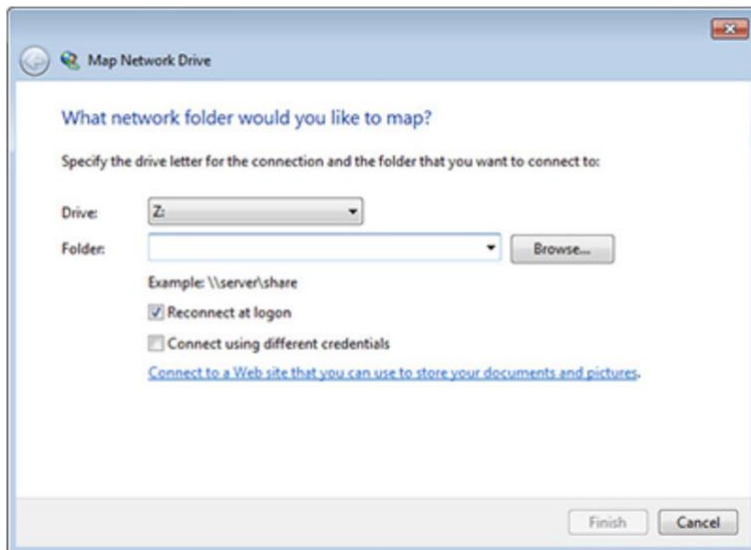 Map Network Drive
What network folder would you like to map?
Specify the drive letter for the connection and the folder that you want to connect to:
Drive: Z:
Folder: Browse...
Example: \\server\share
Reconnect at logon
Connect using different credentials
Connect to a Web site that you can use to store your documents and pictures.
Finish Cancel